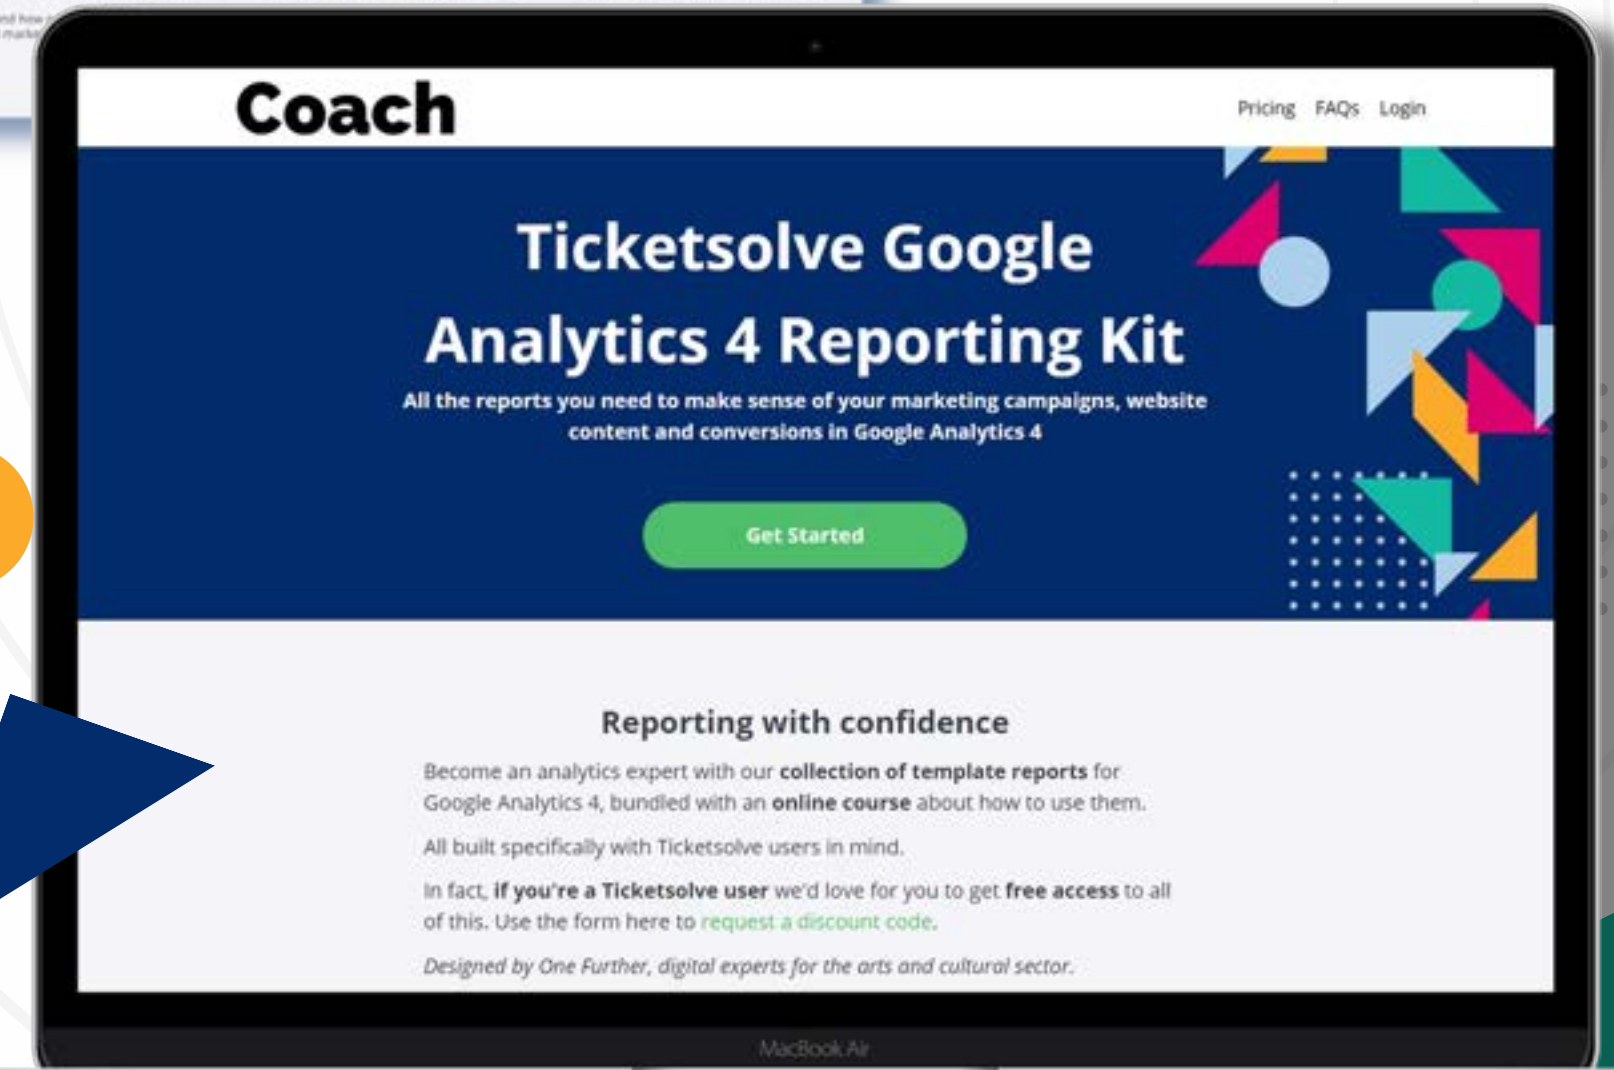 nd how
marke
Coach
Pricing FAQs Login
Ticketsolve Google
Analytics 4 Reporting Kit
All the reports you need to make sense of your marketing campaigns, website
content and conversions in Google Analytics 4
Get Started
Reporting with confidence
Become an analytics expert with our collection of template reports for
Google Analytics 4, bundled with an online course about how to use them.
All built specifically with Ticketsolve users in mind.
In fact, if you're a Ticketsolve user we'd love for you to get free access to all
of this. Use the form here to request a discount code.
Designed by One Further, digital experts for the arts and cultural sector.
MacBook Air